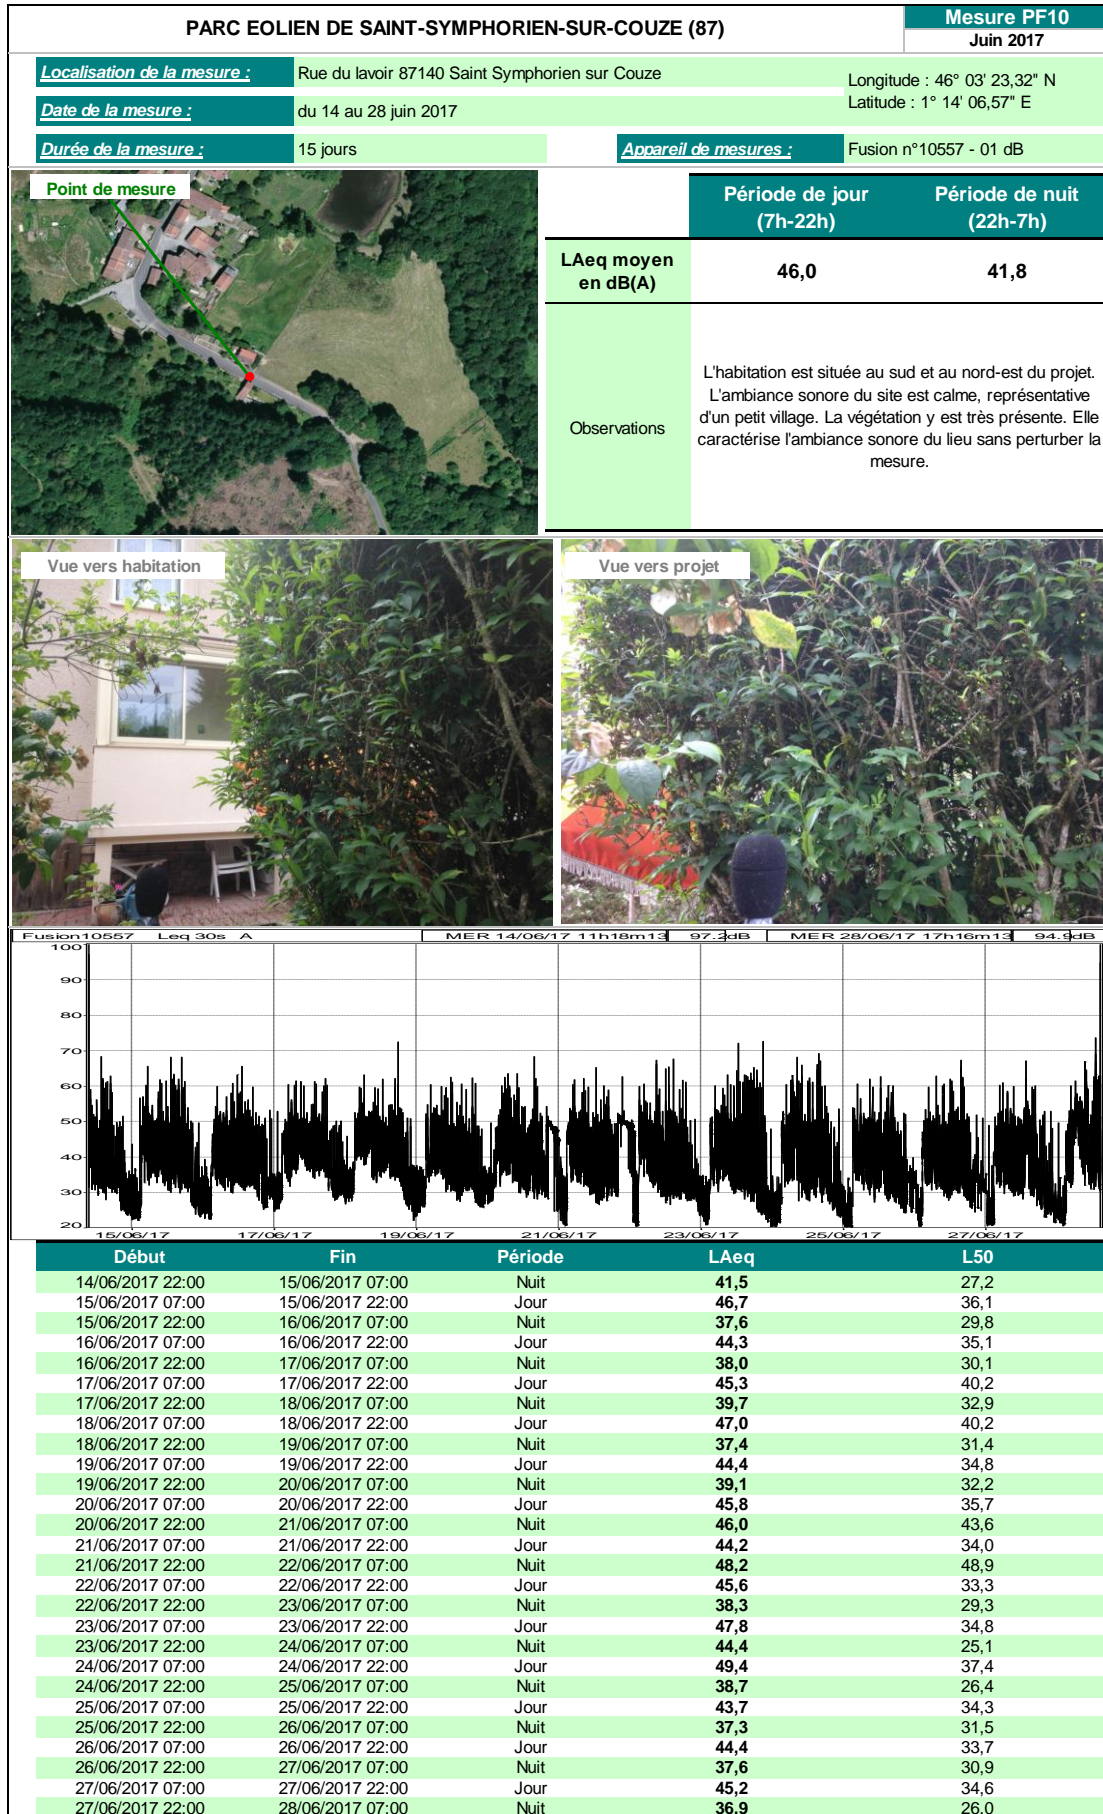 PARC EOLIEN DE SAINT-SYMPHORIEN-SUR-COUZE (87)
Mesure PF10
Juin 2017
Localisation de la mesure : Rue du lavoir 87140 Saint Symphorien sur Couze
Longitude : 46° 03' 23,32" N
Latitude : 1° 14' 06,57" E
Date de la mesure : du 14 au 28 juin 2017
Durée de la mesure : 15 jours Appareil de mesures : Fusion n°10557 - 01 dB
Point de mesure
Période de jour (7h-22h) Période de nuit (22h-7h)
LAeq moyen en dB(A) 46,0 41,8
Observations
L'habitation est située au sud et au nord-est du projet.
L'ambiance sonore du site est calme, représentative
d'un petit village. La végétation y est très présente. Elle
caractérise l'ambiance sonore du lieu sans perturber la
mesure.
Vue vers habitation
Vue vers projet
Fusion10557 Leq 30s A MER 14/06/17 11h18m13 97.2dB MER 28/06/17 17h16m13 94.9dB
100
90
80
70
60
50
40
30
20
15/06/17 17/06/17 19/06/17 21/06/17 23/06/17 25/06/17 27/06/17
Début Fin Période LAeq L50
14/06/2017 22:00 15/06/2017 07:00 Nuit 41,5 27,2
15/06/2017 07:00 15/06/2017 22:00 Jour 46,7 36,1
15/06/2017 22:00 16/06/2017 07:00 Nuit 37,6 29,8
16/06/2017 07:00 16/06/2017 22:00 Jour 44,3 35,1
16/06/2017 22:00 17/06/2017 07:00 Nuit 38,0 30,1
17/06/2017 07:00 17/06/2017 22:00 Jour 45,3 40,2
17/06/2017 22:00 18/06/2017 07:00 Nuit 39,7 32,9
18/06/2017 07:00 18/06/2017 22:00 Jour 47,0 40,2
18/06/2017 22:00 19/06/2017 07:00 Nuit 37,4 31,4
19/06/2017 07:00 19/06/2017 22:00 Jour 44,4 34,8
19/06/2017 22:00 20/06/2017 07:00 Nuit 39,1 32,2
20/06/2017 07:00 20/06/2017 22:00 Jour 45,8 35,7
20/06/2017 22:00 21/06/2017 07:00 Nuit 46,0 43,6
21/06/2017 07:00 21/06/2017 22:00 Jour 44,2 34,0
21/06/2017 22:00 22/06/2017 07:00 Nuit 48,2 48,9
22/06/2017 07:00 22/06/2017 22:00 Jour 45,6 33,3
22/06/2017 22:00 23/06/2017 07:00 Nuit 38,3 29,3
23/06/2017 07:00 23/06/2017 22:00 Jour 47,8 34,8
23/06/2017 22:00 24/06/2017 07:00 Nuit 44,4 25,1
24/06/2017 07:00 24/06/2017 22:00 Jour 49,4 37,4
24/06/2017 22:00 25/06/2017 07:00 Nuit 38,7 26,4
25/06/2017 07:00 25/06/2017 22:00 Jour 43,7 34,3
25/06/2017 22:00 26/06/2017 07:00 Nuit 37,3 31,5
26/06/2017 07:00 26/06/2017 22:00 Jour 44,4 33,7
26/06/2017 22:00 27/06/2017 07:00 Nuit 37,6 30,9
27/06/2017 07:00 27/06/2017 22:00 Jour 45,2 34,6
27/06/2017 22:00 28/06/2017 07:00 Nuit 36,9 26,0